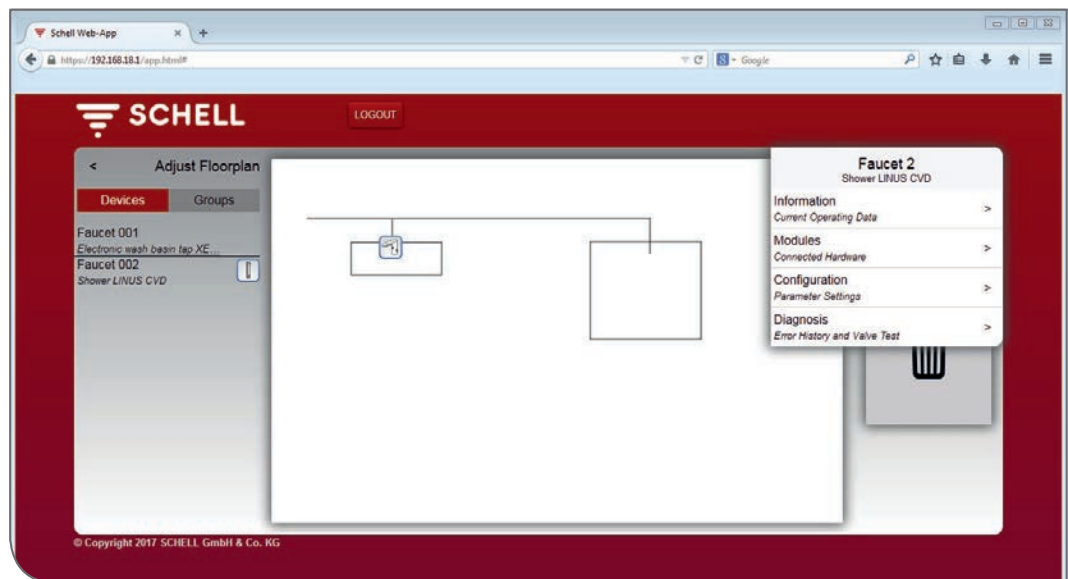 Schell Web-App
https://192.168.18.1/app.html#
Google
SCHELL
LOGOUT
< Adjust Floorplan
Devices Groups
Faucet 001
Electronic wash basin tap XE...
Faucet 002
Shower LINUS CVD
Faucet 2
Shower LINUS CVD
Information
Current Operating Data >
Modules
Connected Hardware >
Configuration
Parameter Settings >
Diagnosis
Error History and Valve Test >
© Copyright 2017 SCHELL GmbH & Co. KG